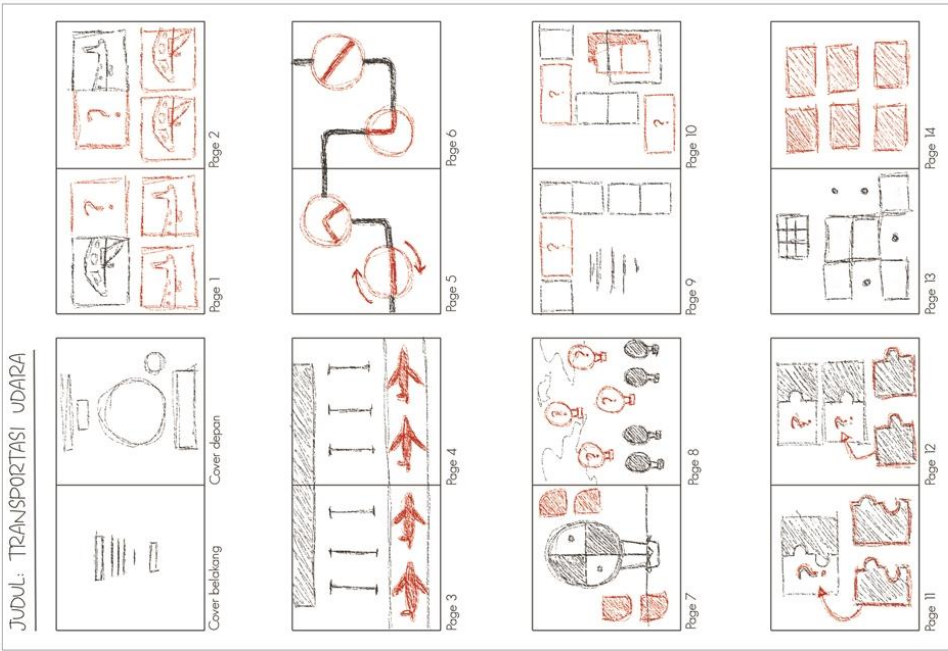 JUDUL: TRANSPORTASI UDARA
? ?
Cover belakang Cover depan Page 1 Page 2
Page 3 Page 4 Page 5 Page 6
? ? ? ? ?
? ? ?
Page 7 Page 8 Page 9 Page 10
? ? ?
Page 11 Page 12 Page 13 Page 14